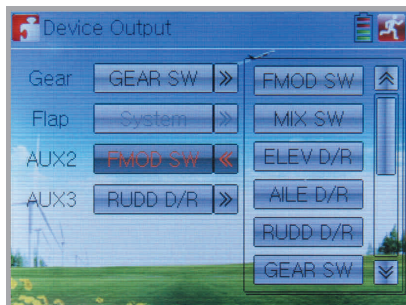 Device Output
Gear GEAR SW
Flap System
AUX2 FMOD SW
AUX3 RUDD D/R
FMOD SW
MIX SW
ELEV D/R
AILE D/R
RUDD D/R
GEAR SW